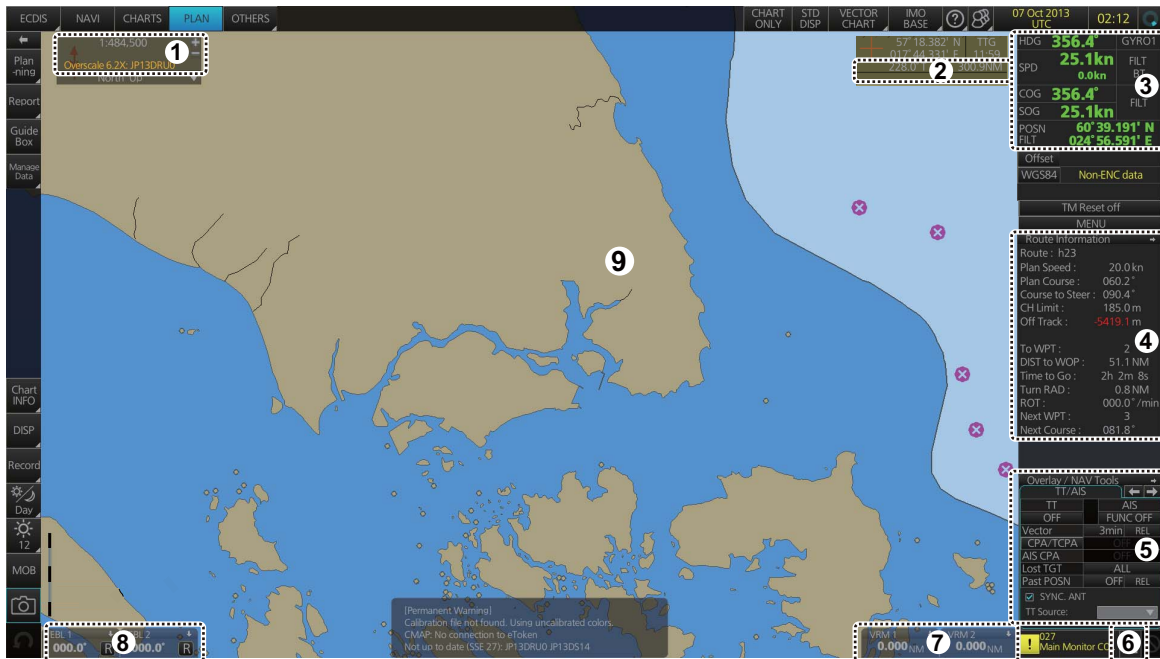 ECDIS NAVI CHARTS PLAN OTHERS CHART ONLY STD DISP VECTOR CHART IMO BASE 07 Oct 2013 UTC 02:12
Plan -ning
Report
Guide Box
Manage Data
Chart INFO
DISP
Record
Day
12
MOB
1:484,500
1
Overscale 6.2X: JP13DRU0
North Up
57°18.382' N TTG
017°44.331' E 11:59
228.0 300.9NM
2
HDG 356.4° GYRO1
SPD 25.1kn FILT
0.0kn BT
3
COG 356.4°
FILT
SOG 25.1kn
POSN 60°39.191' N
FILT 024°56.591' E
Offset
WGS84 Non-ENC data
TM Reset off
MENU
Route Information
Route : h23
Plan Speed : 20.0 kn
Plan Course : 060.2°
Course to Steer : 090.4°
CH Limit : 185.0 m
Off Track : -5419.1 m
4
To WPT : 2
DIST to WOP : 51.1 NM
Time to Go : 2h 2m 8s
Turn RAD : 0.8 NM
ROT : 000.0°/min
Next WPT : 3
Next Course : 081.8°
9
Overlay / NAV Tools
TT/AIS
TT AIS
OFF FUNC OFF
Vector 3min REL
CPA/TCPA OFF
5
AIS CPA OFF
Lost TGT ALL
Past POSN OFF REL
SYNC. ANT
TT Source:
[Permanent Warning]
Calibration file not found. Using uncalibrated colors.
CMAP: No connection to eToken
Not up to date (SSE 27): JP13DRU0 JP13DS14
EBL 1 EBL 2
000.0° R 8 000.0° R
VRM 1 VRM 2
0.000 NM 7 0.000 NM
! 027
Main Monitor CO
6